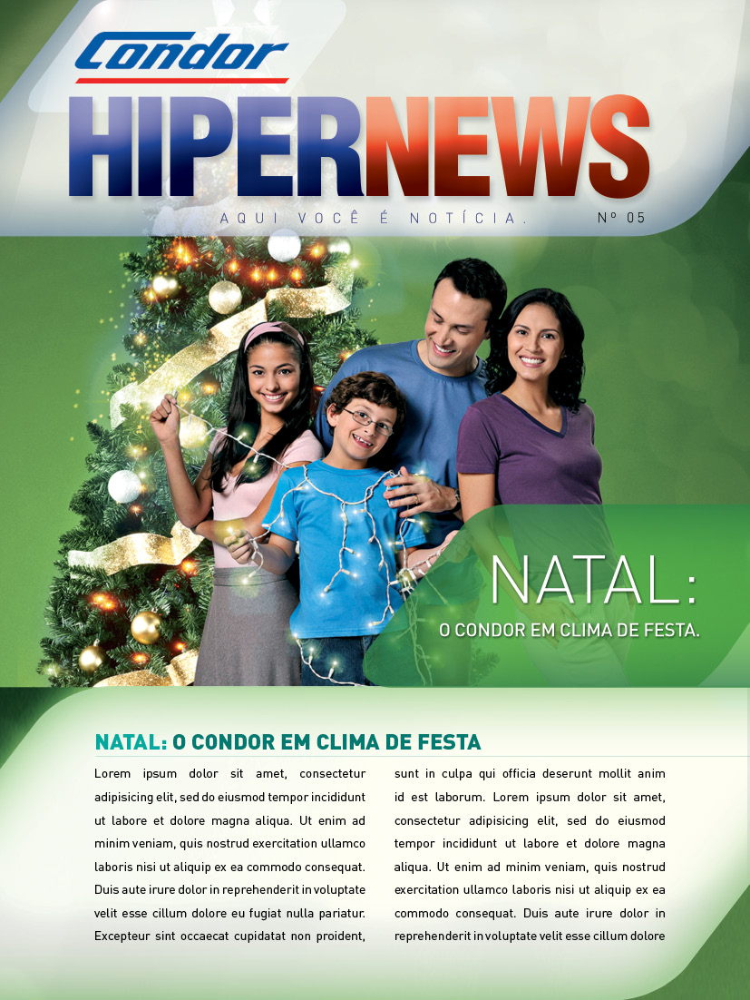 Condor
HIPERNEWS
AQUI VOCÊ É NOTÍCIA.
Nº 05
NATAL:
O CONDOR EM CLIMA DE FESTA.
NATAL: O CONDOR EM CLIMA DE FESTA
Lorem ipsum dolor sit amet, consectetur
adipisicing elit, sed do eiusmod tempor incididunt
ut labore et dolore magna aliqua. Ut enim ad
minim veniam, quis nostrud exercitation ullamco
laboris nisi ut aliquip ex ea commodo consequat.
Duis aute irure dolor in reprehenderit in voluptate
velit esse cillum dolore eu fugiat nulla pariatur.
Excepteur sint occaecat cupidatat non proident,
sunt in culpa qui officia deserunt mollit anim
id est laborum. Lorem ipsum dolor sit amet,
consectetur adipisicing elit, sed do eiusmod
tempor incididunt ut labore et dolore magna
aliqua. Ut enim ad minim veniam, quis nostrud
exercitation ullamco laboris nisi ut aliquip ex ea
commodo consequat. Duis aute irure dolor in
reprehenderit in voluptate velit esse cillum dolore